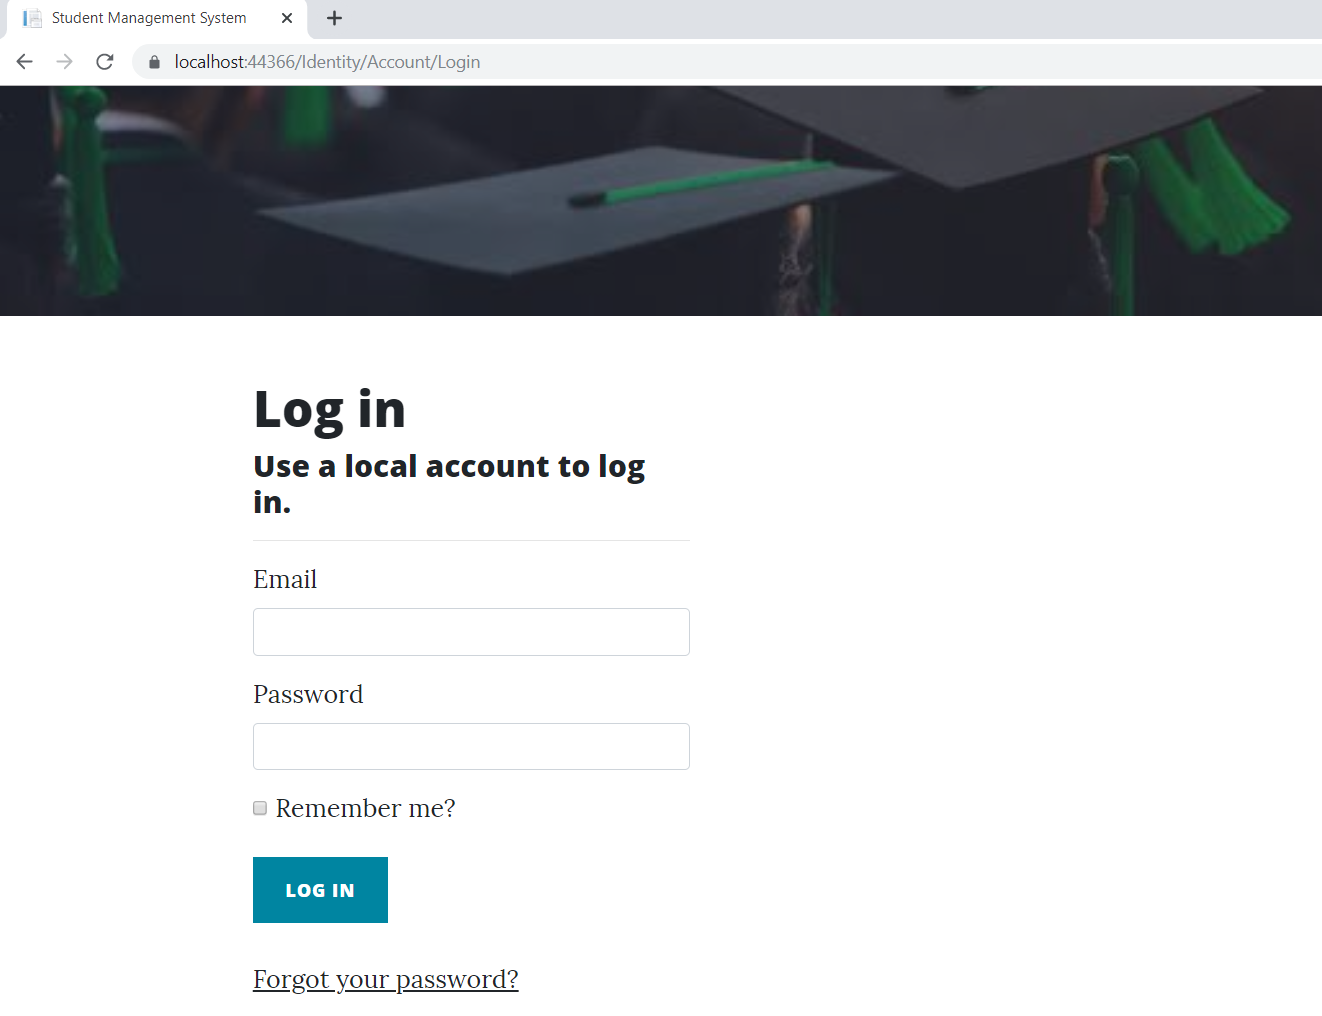 Student Management System
localhost:44366/Identity/Account/Login
Log in
Use a local account to log
in.
Email
Password
Remember me?
LOG IN
Forgot your password?